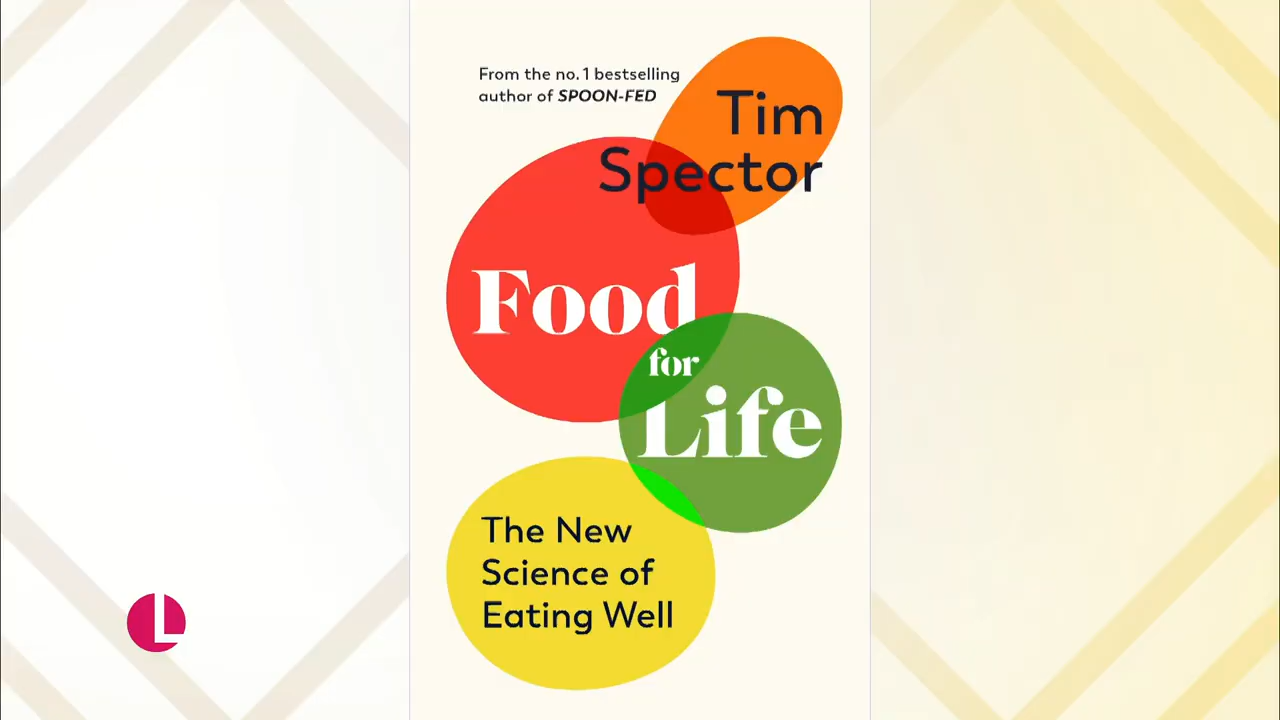 From the no. 1 bestselling
author of SPOON-FED
Tim
Spector
Food
for
Life
The New
Science of
Eating Well
L